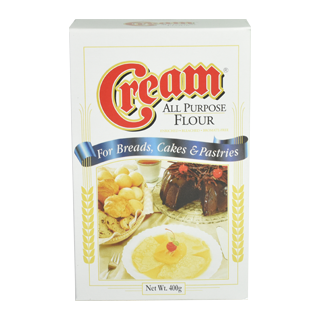 Cream®
ALL PURPOSE
FLOUR
For Breads, Cakes & Pastries
Net Wt. 400g